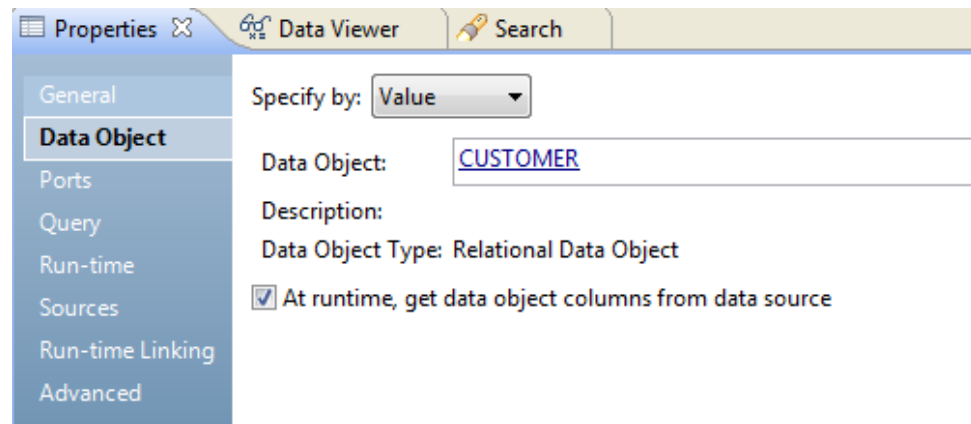 Properties Data Viewer Search
General
Specify by: Value
Data Object
Data Object: CUSTOMER
Ports
Description:
Query
Data Object Type: Relational Data Object
Run-time
At runtime, get data object columns from data source
Sources
Run-time Linking
Advanced